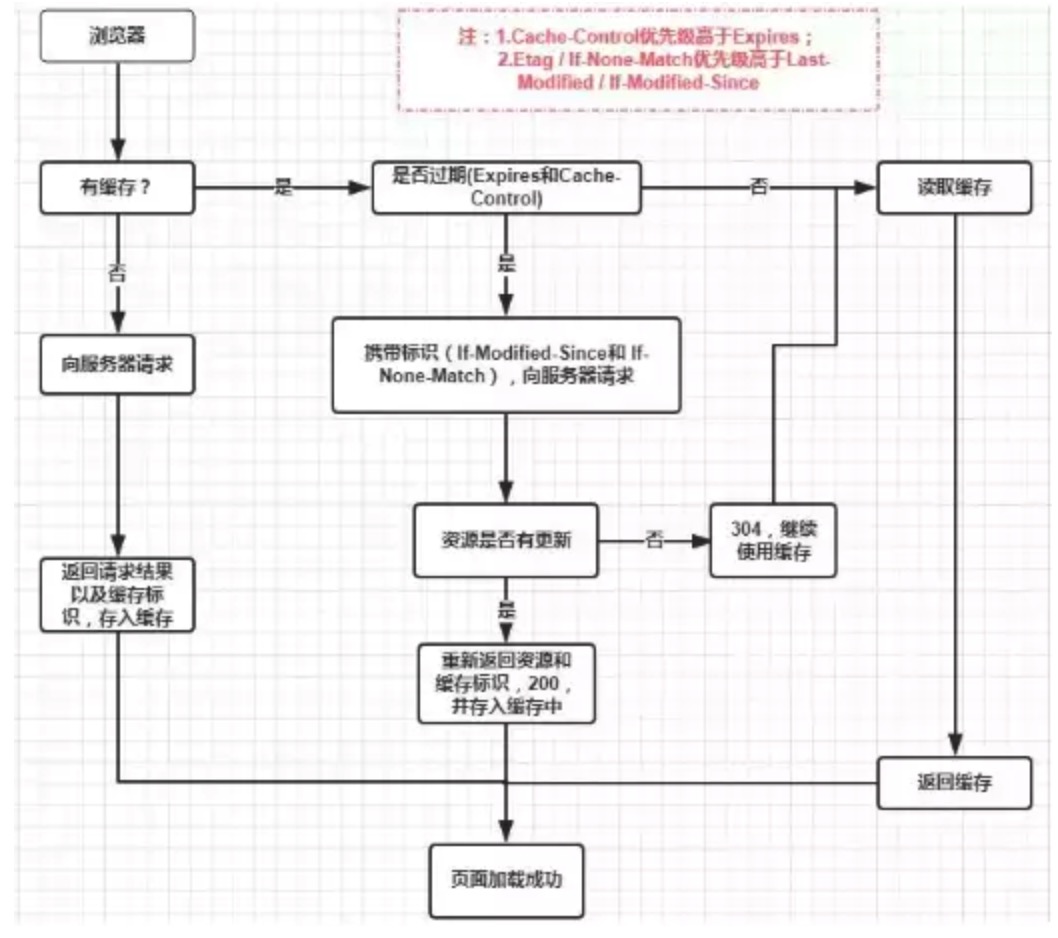 浏览器
注：1.Cache-Control优先级高于Expires；
2.Etag / If-None-Match优先级高于Last-
Modified / If-Modified-Since
有缓存？
是
是否过期(Expires和Cache-
Control)
否
读取缓存
否
是
向服务器请求
携带标识（If-Modified-Since和 If-
None-Match），向服务器请求
资源是否有更新
否
304，继续
使用缓存
返回请求结果
以及缓存标
识，存入缓存
是
重新返回资源和
缓存标识，200，
并存入缓存中
返回缓存
页面加载成功